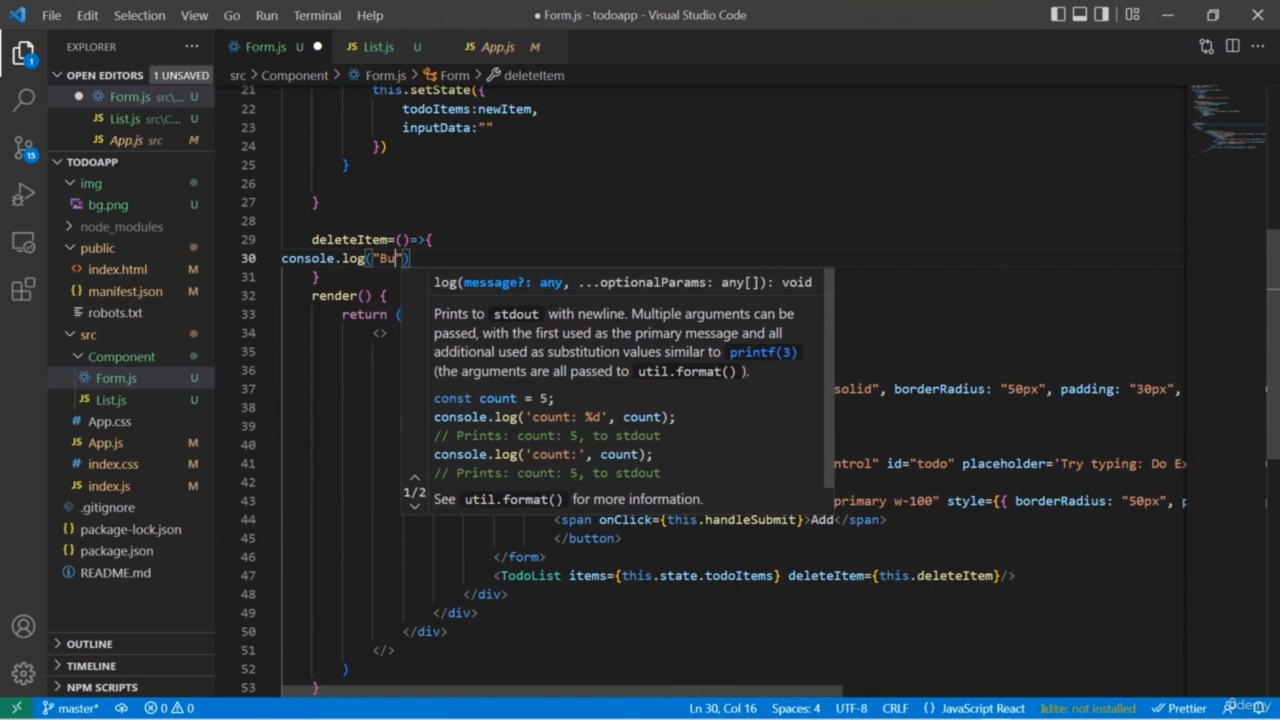 File Edit Selection View Go Run Terminal Help
● Form.js - todoapp - Visual Studio Code
EXPLORER ···
Form.js U ●
JS List.js U
JS App.js M
OPEN EDITORS 1 UNSAVED
src > Component > Form.js > Form > deleteItem
● Form.js src\... U
JS List.js src\C... U
JS App.js src M
TODOAPP
img
bg.png U
node_modules
public
<> index.html M
{} manifest.json M
robots.txt
src
Component
Form.js U
JS List.js U
# App.css
JS App.js M
# index.css M
JS index.js M
.gitignore
{} package-lock.json
{} package.json
README.md
OUTLINE
TIMELINE
NPM SCRIPTS
1
15
21 this.setState({
22 todoItems:newItem,
23 inputData:""
24 })
25 }
26
27 }
28
29 deleteItem=()=>{
30 console.log("Bu")
31 }
32 render() {
33 return (
34 <>
35
36
37 solid", borderRadius: "50px", padding: "30px",
38
39
40
41 ntrol" id="todo" placeholder='Try typing: Do Ex
42
43 primary w-100" style={{ borderRadius: "50px", p
44 <span onClick={this.handleSubmit}>Add</span>
45 </button>
46 </form>
47 <TodoList items={this.state.todoItems} deleteItem={this.deleteItem}/>
48 </div>
49 </div>
50 </div>
51 </>
52 )
53 }
log(message?: any, ...optionalParams: any[]): void
Prints to stdout with newline. Multiple arguments can be
passed, with the first used as the primary message and all
additional used as substitution values similar to printf(3)
(the arguments are all passed to util.format() ).
const count = 5;
console.log('count: %d', count);
// Prints: count: 5, to stdout
console.log('count:', count);
// Prints: count: 5, to stdout
1/2
See util.format() for more information.
master* 0 0
Ln 30, Col 16 Spaces: 4 UTF-8 CRLF {} JavaScript React kite: not installed Prettier
Udemy